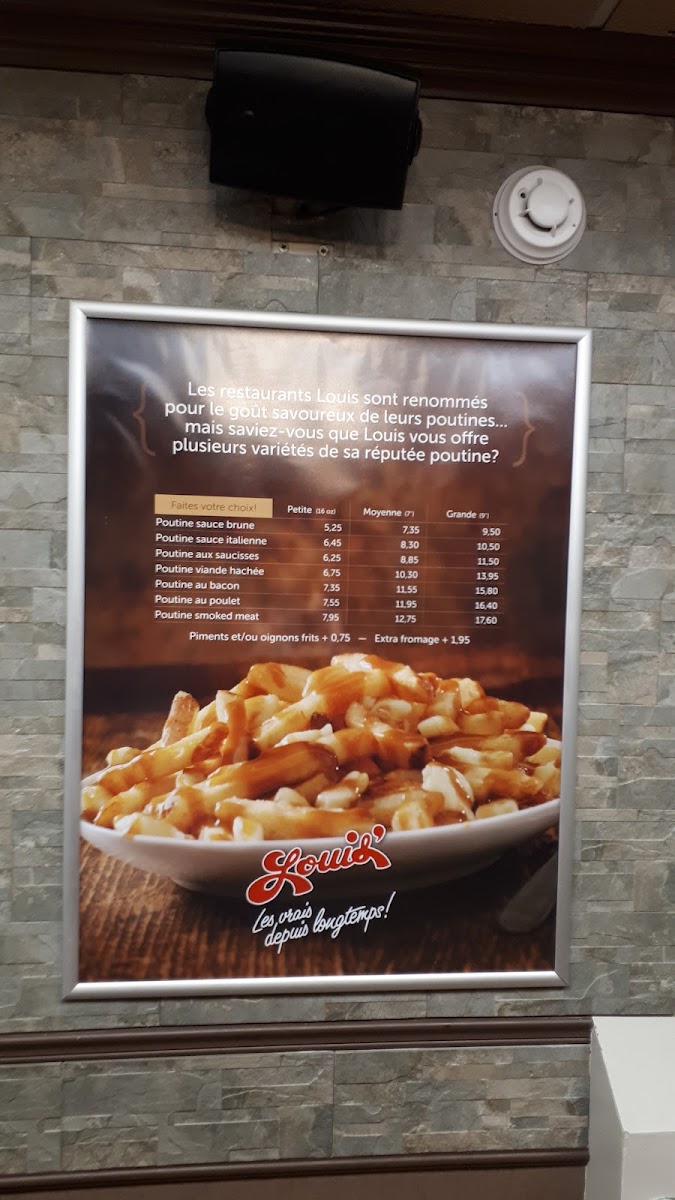 Les restaurants Louis sont renommés
pour le goût savoureux de leurs poutines...
mais saviez-vous que Louis vous offre
plusieurs variétés de sa réputée poutine?
Faites votre choix! Petite (16 oz) Moyenne (7") Grande (9")
Poutine sauce brune 5,25 7,35 9,50
Poutine sauce italienne 6,45 8,30 10,50
Poutine aux saucisses 6,25 8,85 11,50
Poutine viande hachée 6,75 10,30 13,95
Poutine au bacon 7,35 11,55 15,80
Poutine au poulet 7,55 11,95 16,40
Poutine smoked meat 7,95 12,75 17,60
Piments et/ou oignons frits + 0,75 — Extra fromage + 1,95
Louis'
Les vrais
depuis longtemps!